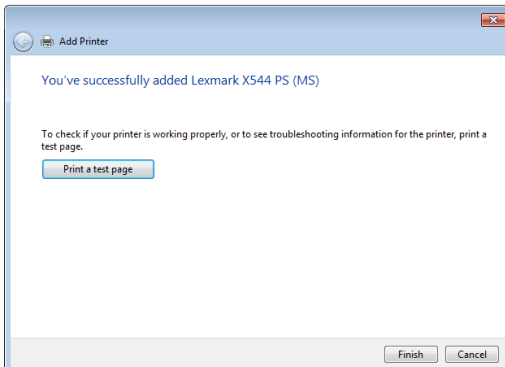 Add Printer
You've successfully added Lexmark X544 PS (MS)
To check if your printer is working properly, or to see troubleshooting information for the printer, print a
test page.
Print a test page
Finish
Cancel